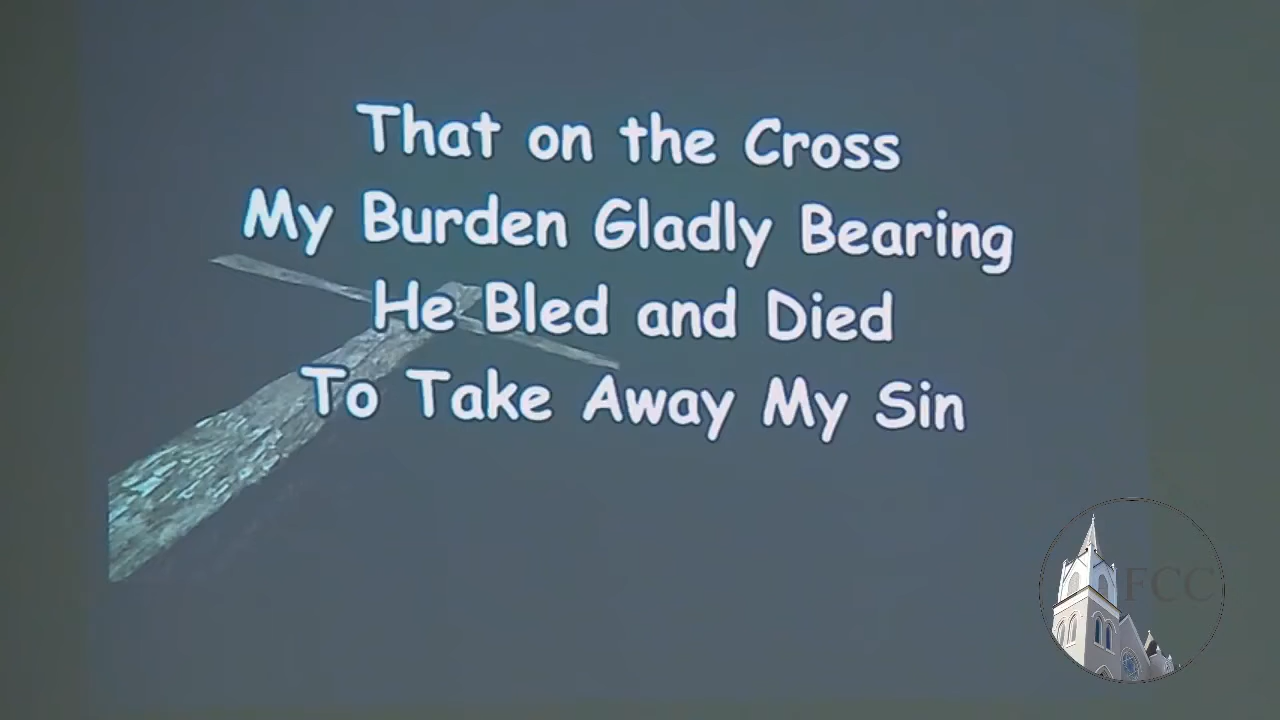 That on the Cross
My Burden Gladly Bearing
He Bled and Died
To Take Away My Sin
FCC